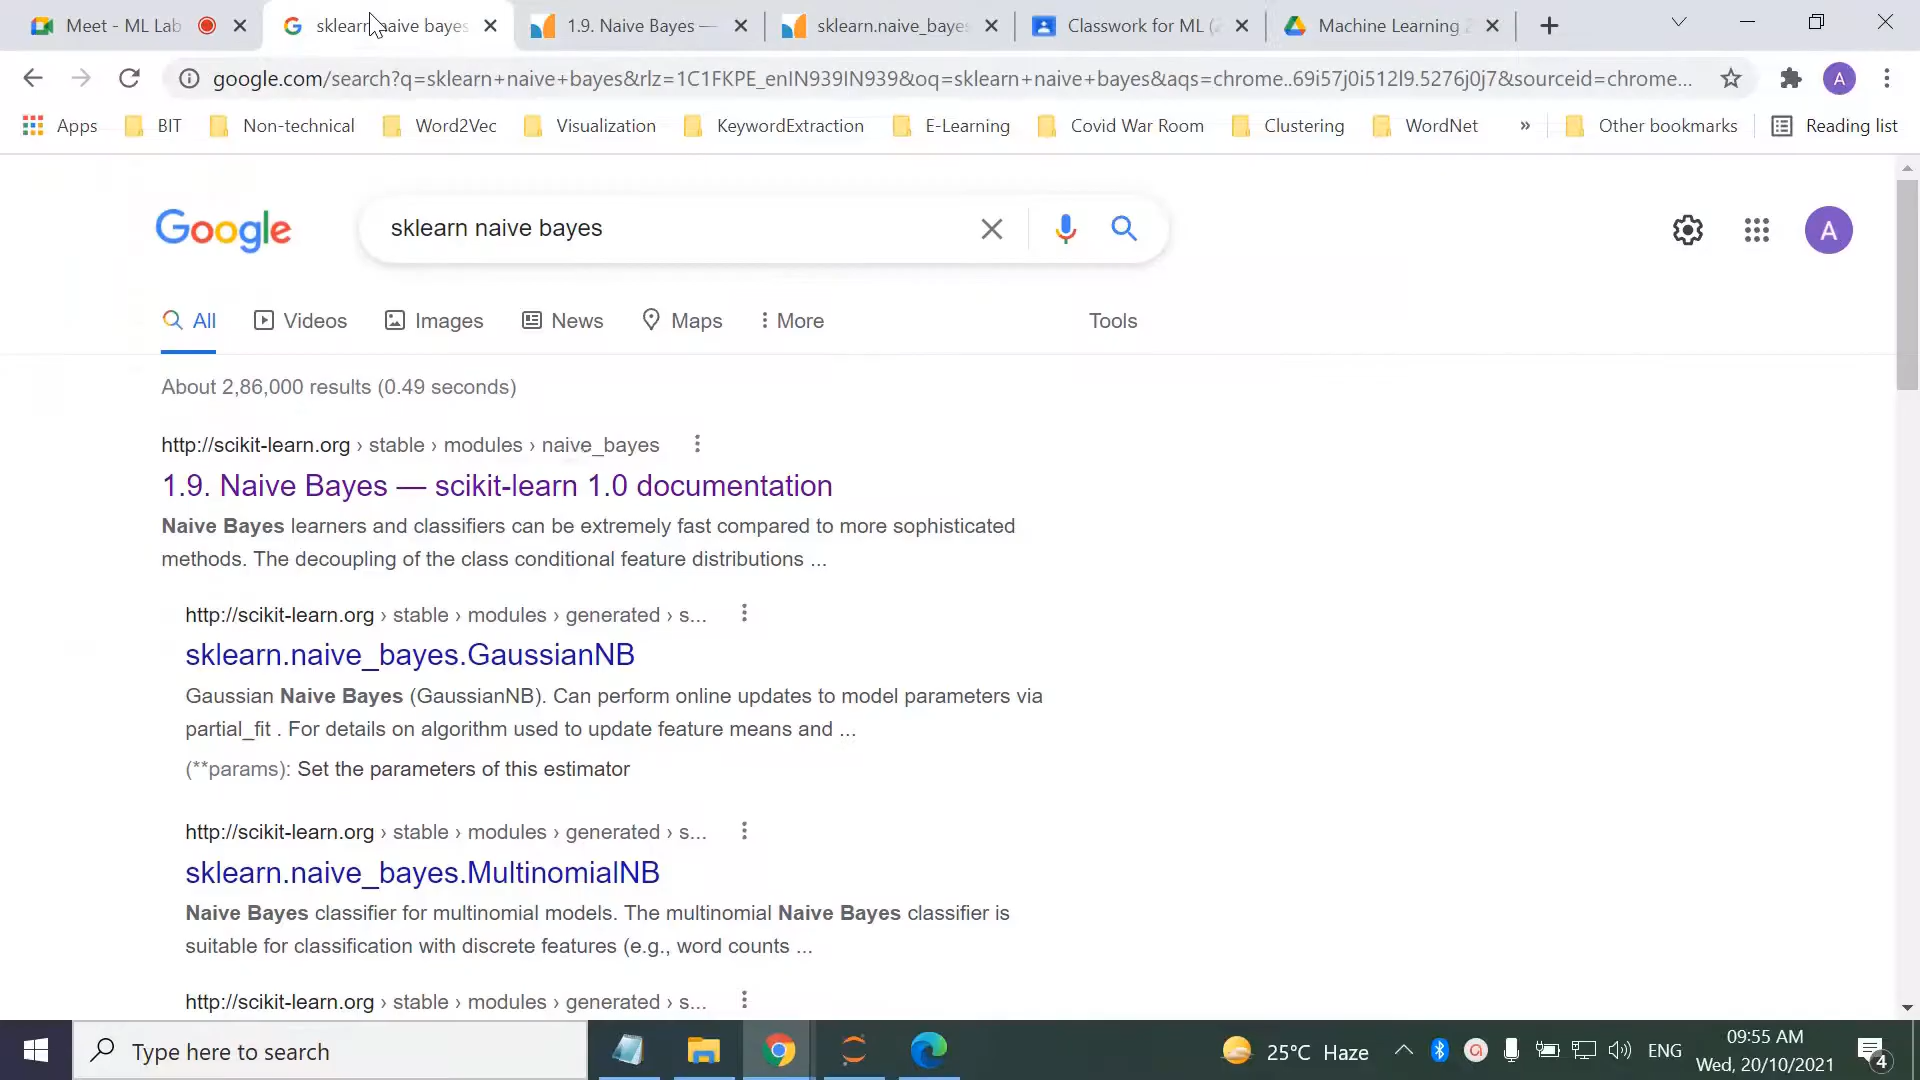 Meet - ML Lab
sklearn naive bayes
1.9. Naive Bayes —
sklearn.naive_bayes
Classwork for ML (
Machine Learning 2
google.com/search?q=sklearn+naive+bayes&rlz=1C1FKPE_enIN939IN939&oq=sklearn+naive+bayes&aqs=chrome..69i57j0i512l9.5276j0j7&sourceid=chrome...
A
Apps
BIT
Non-technical
Word2Vec
Visualization
KeywordExtraction
E-Learning
Covid War Room
Clustering
WordNet
»
Other bookmarks
Reading list
Google
sklearn naive bayes
A
All
Videos
Images
News
Maps
More
Tools
About 2,86,000 results (0.49 seconds)
http://scikit-learn.org › stable › modules › naive_bayes
1.9. Naive Bayes — scikit-learn 1.0 documentation
Naive Bayes learners and classifiers can be extremely fast compared to more sophisticated
methods. The decoupling of the class conditional feature distributions ...
http://scikit-learn.org › stable › modules › generated › s...
sklearn.naive_bayes.GaussianNB
Gaussian Naive Bayes (GaussianNB). Can perform online updates to model parameters via
partial_fit . For details on algorithm used to update feature means and ...
(**params): Set the parameters of this estimator
http://scikit-learn.org › stable › modules › generated › s...
sklearn.naive_bayes.MultinomialNB
Naive Bayes classifier for multinomial models. The multinomial Naive Bayes classifier is
suitable for classification with discrete features (e.g., word counts ...
http://scikit-learn.org › stable › modules › generated › s...
Type here to search
25°C Haze
ENG
09:55 AM
Wed, 20/10/2021
4